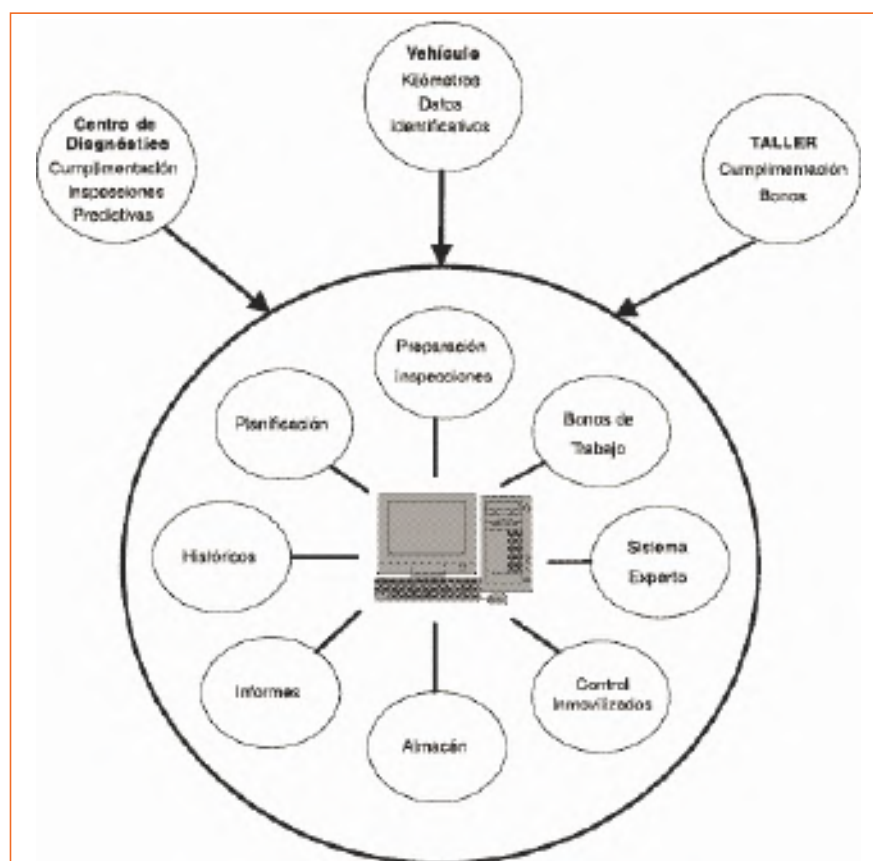 Vehículo
Kilómetros
Datos
Identificativos
Centro de
Diagnóstico
Cumplimentación
Inspecciones
Predictivas
TALLER
Cumplimentación
Bonos
Preparación
Inspecciones
Planificación
Bonos de
Trabajo
Históricos
Sistema
Experto
Informes
Control
Inmovilizados
Almacén